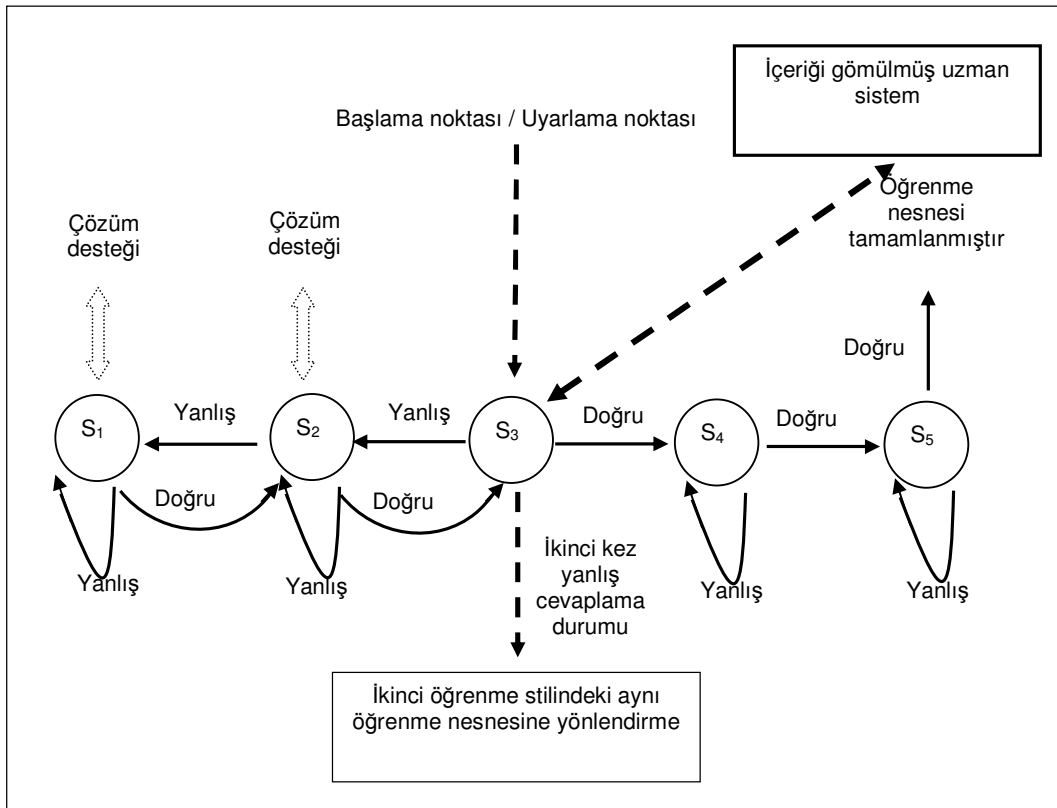 İçeriği gömülmüş uzman
sistem
Başlama noktası / Uyarlama noktası
Öğrenme
nesnesi
tamamlanmıştır
Çözüm
desteği
Çözüm
desteği
Doğru
Yanlış
Yanlış
Doğru
Doğru
S1
S2
S3
S4
S5
Doğru
Doğru
Yanlış
Yanlış
Yanlış
Yanlış
İkinci kez
yanlış
cevaplama
durumu
İkinci öğrenme stilindeki aynı
öğrenme nesnesine yönlendirme